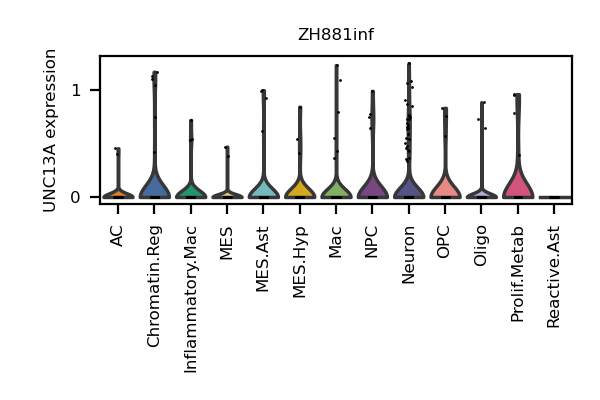 ZH881inf
UNC13A expression
1
0
AC
Chromatin.Reg
Inflammatory.Mac
MES
MES.Ast
MES.Hyp
Mac
NPC
Neuron
OPC
Oligo
Prolif.Metab
Reactive.Ast